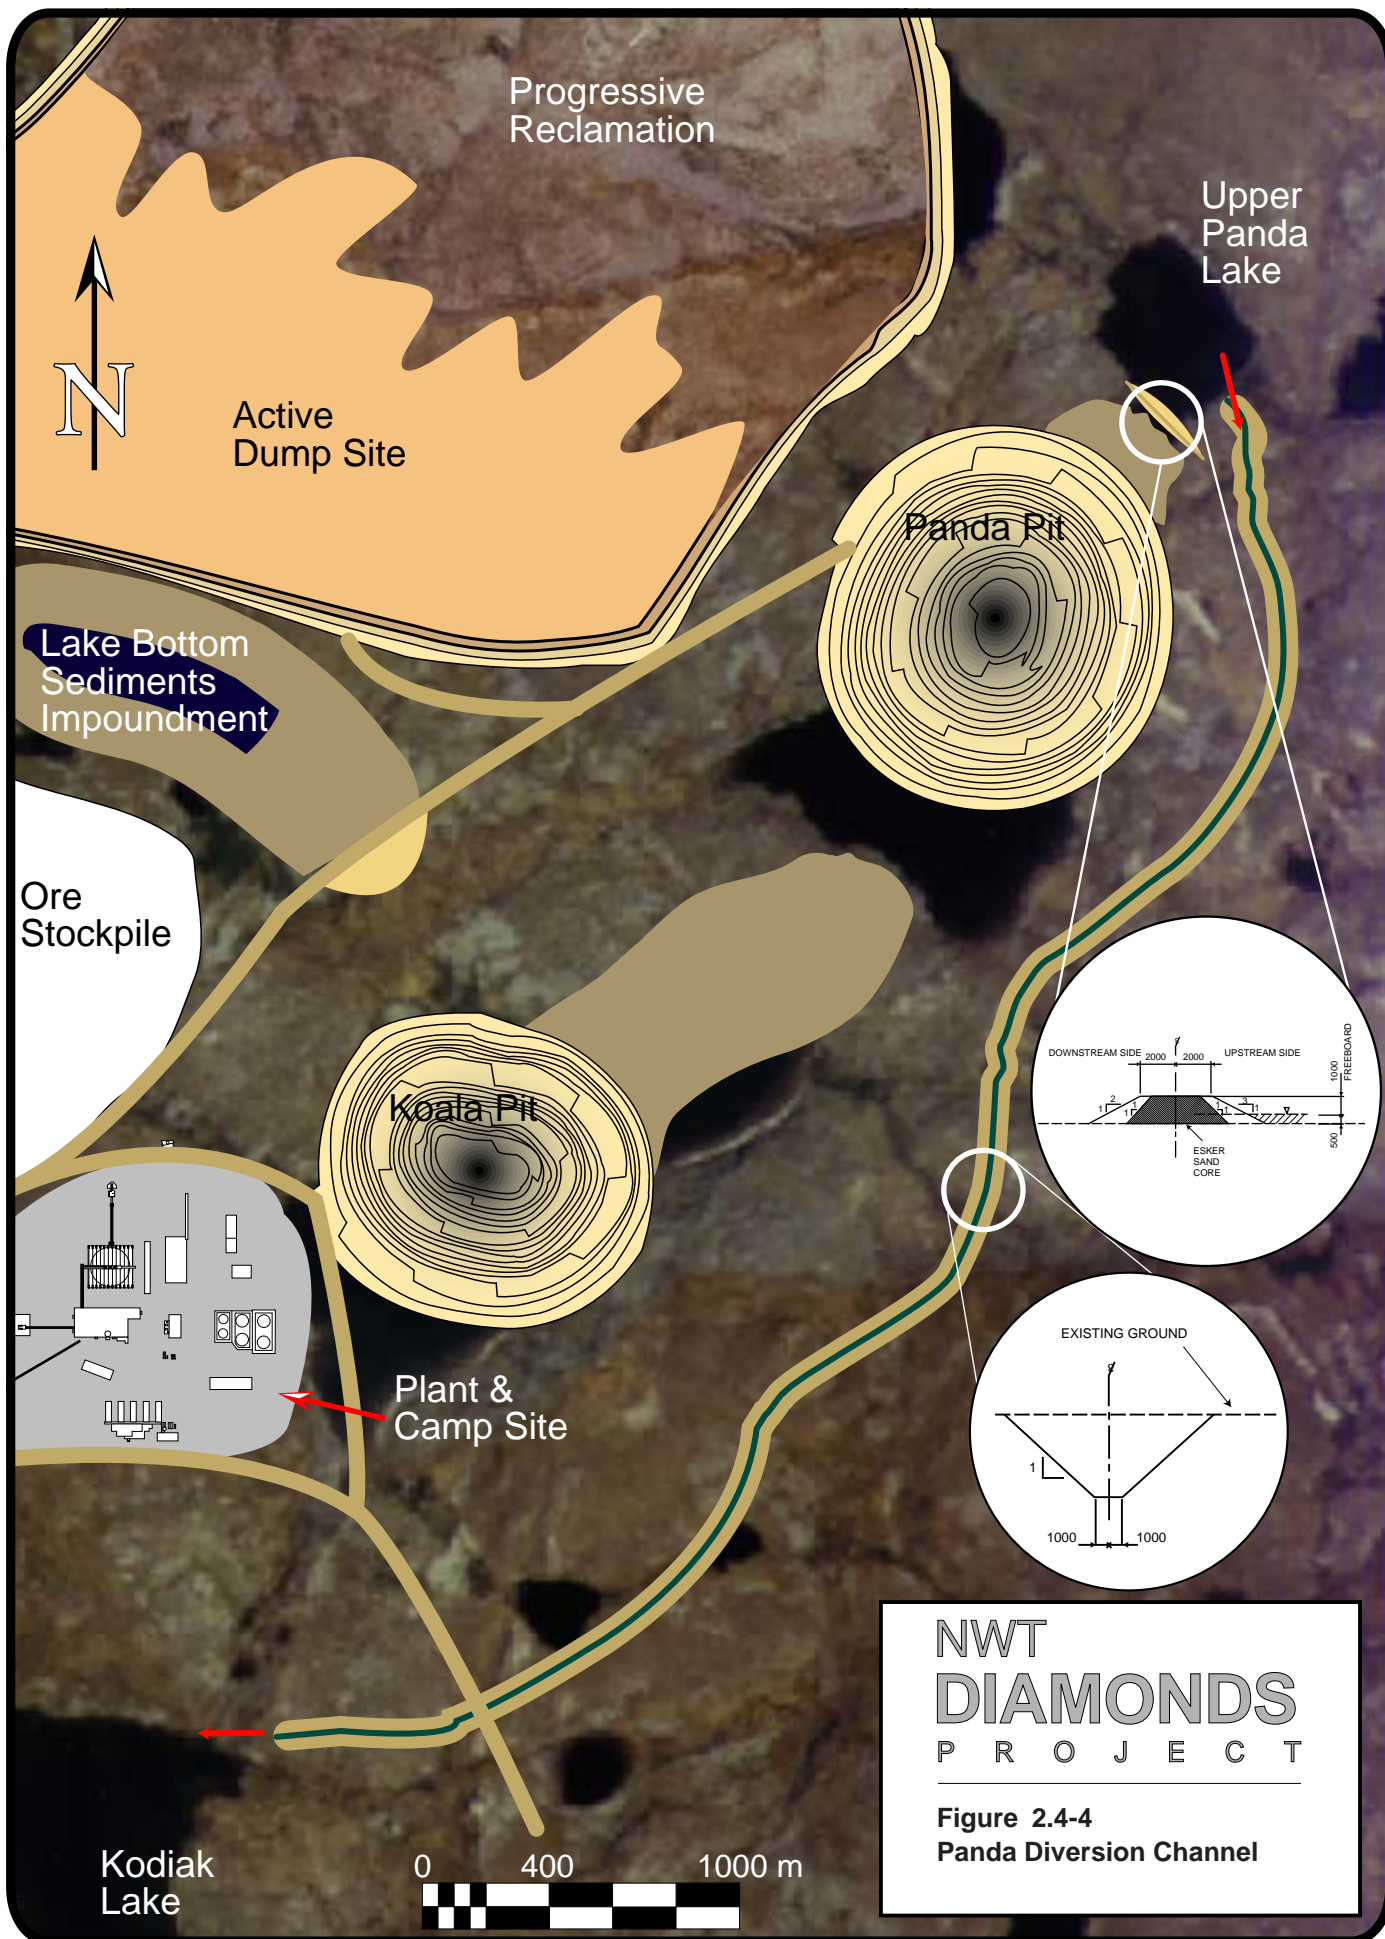 Progressive
Reclamation
Upper
Panda
Lake
N
Active
Dump Site
Panda Pit
Lake Bottom
Sediments
Impoundment
Ore
Stockpile
Koala Pit
DOWNSTREAM SIDE
2000
2000
UPSTREAM SIDE
1000
FREEBOARD
2
1
1
1
1
1
3
1
500
ESKER
SAND
CORE
EXISTING GROUND
1
1000
1000
Plant &
Camp Site
NWT
DIAMONDS
PROJECT
Figure 2.4-4
Panda Diversion Channel
Kodiak
Lake
0
400
1000 m